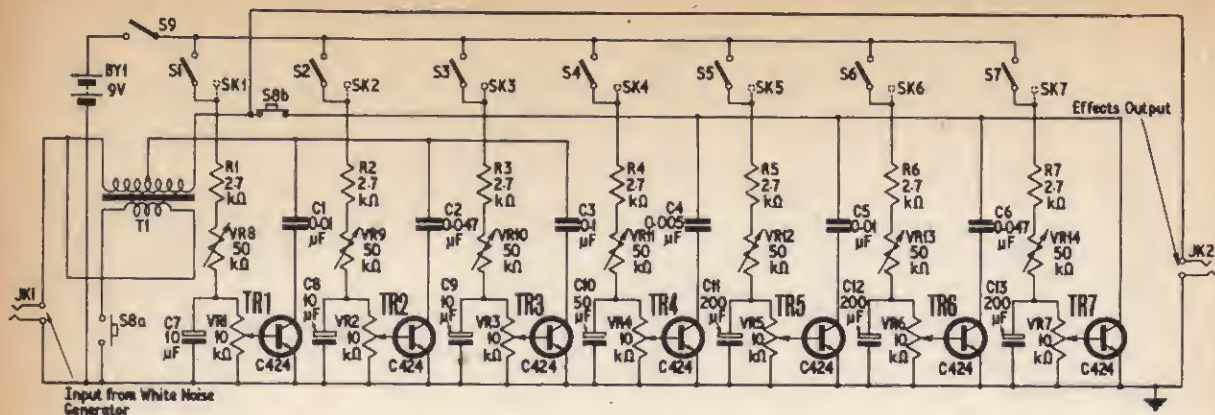 S9
BY1
9V
S1
SK1
S2
SK2
S3
SK3
S4
SK4
S5
SK5
S6
SK6
S7
SK7
S8b
Effects Output
T1
R1
2.7
kΩ
R2
2.7
kΩ
R3
2.7
kΩ
R4
2.7
kΩ
R5
2.7
kΩ
R6
2.7
kΩ
R7
2.7
kΩ
C1
0·01
µF
C2
0·047
µF
C3
0·1
µF
C4
0·005
µF
C5
0·01
µF
C6
0·047
µF
VR8
50
kΩ
VR9
50
kΩ
VR10
50
kΩ
VR11
50
kΩ
VR12
50
kΩ
VR13
50
kΩ
VR14
50
kΩ
JK1
S8a
JK2
C7
10
µF
VR1
10
kΩ
TR1
C424
C8
10
µF
VR2
10
kΩ
TR2
C424
C9
10
µF
VR3
10
kΩ
TR3
C424
C10
50
µF
VR4
10
kΩ
TR4
C424
C11
200
µF
VR5
10
kΩ
TR5
C424
C12
200
µF
VR6
10
kΩ
TR6
C424
C13
200
µF
VR7
10
kΩ
TR7
C424
Input from White Noise
Generator